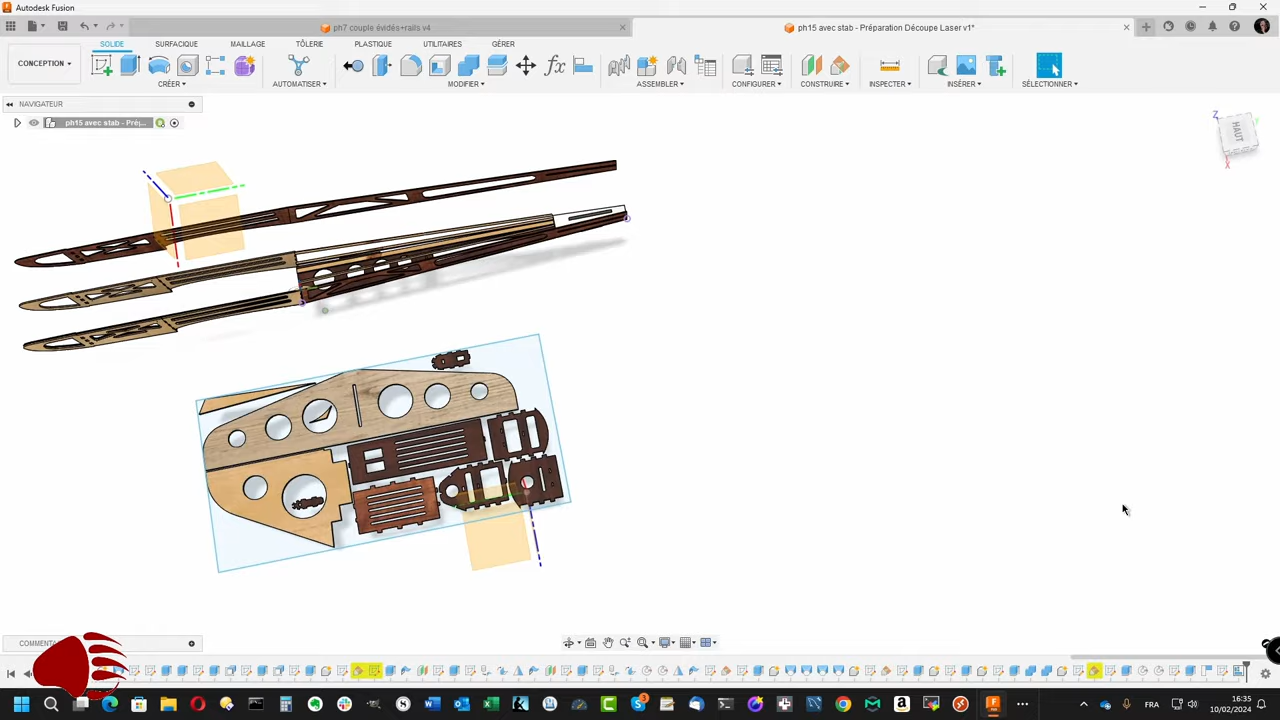 Autodesk Fusion
ph7 couple évidés+rails v4
ph15 avec stab - Préparation Découpe Laser v1*
SOLIDE SURFACIQUE MAILLAGE TÔLERIE PLASTIQUE UTILITAIRES GÉRER
CONCEPTION
CRÉER AUTOMATISER MODIFIER ASSEMBLER CONFIGURER CONSTRUIRE INSPECTER INSÉRER SÉLECTIONNER
NAVIGATEUR
ph15 avec stab - Pré
HAUT
Z
X
Y
COMMENTA
FRA
16:35
10/02/2024